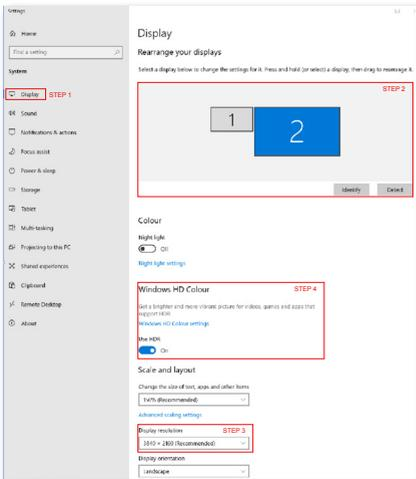 Settings
Home
Find a setting
System
Display
STEP 1
Sound
Notifications & actions
Focus assist
Power & sleep
Storage
Tablet
Multi-tasking
Projecting to this PC
Shared experiences
Clipboard
Remote Desktop
About
Display
Rearrange your displays
Select a display below to change the settings for it. Press and hold (or select) a display, then drag to rearrange it.
STEP 2
1
2
Identify
Detect
Colour
Night light
Off
Night light settings
Windows HD Colour
STEP 4
Get a brighter and more vibrant picture for videos, games and apps that
support HDR
Windows HD Colour settings
Use HDR
On
Scale and layout
Change the size of text, apps and other items
150% (Recommended)
Advanced scaling settings
Display resolution
STEP 3
3840 × 2160 (Recommended)
Display orientation
Landscape